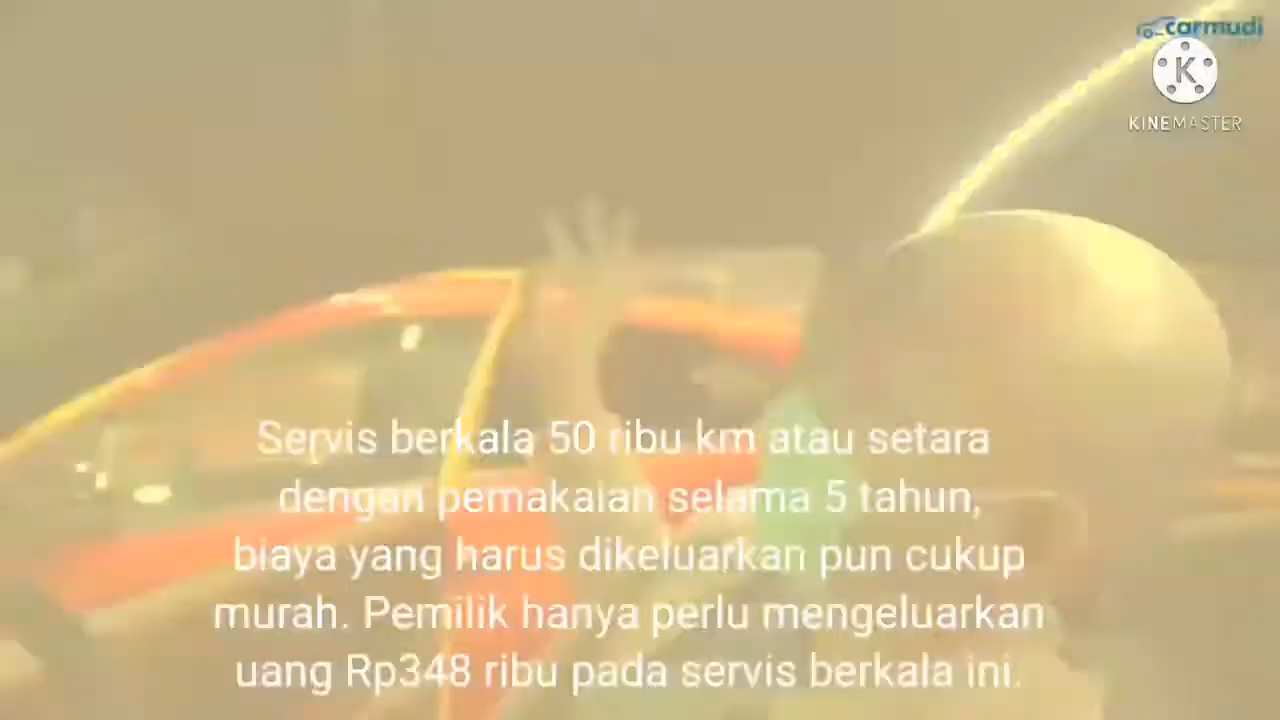 carmudi
K
KINEMASTER
Servis berkala 50 ribu km atau setara
dengan pemakaian selama 5 tahun,
biaya yang harus dikeluarkan pun cukup
murah. Pemilik hanya perlu mengeluarkan
uang Rp348 ribu pada servis berkala ini.